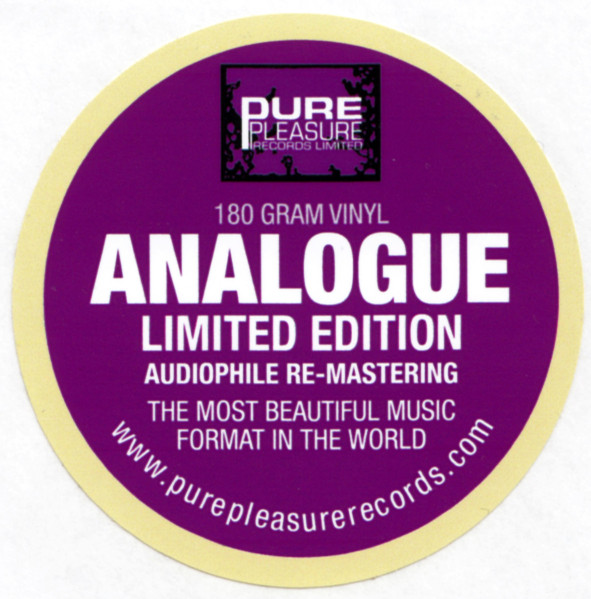 PURE
PLEASURE
RECORDS LIMITED
180 GRAM VINYL
ANALOGUE
LIMITED EDITION
AUDIOPHILE RE-MASTERING
THE MOST BEAUTIFUL MUSIC
FORMAT IN THE WORLD
www.purepleasurerecords.com